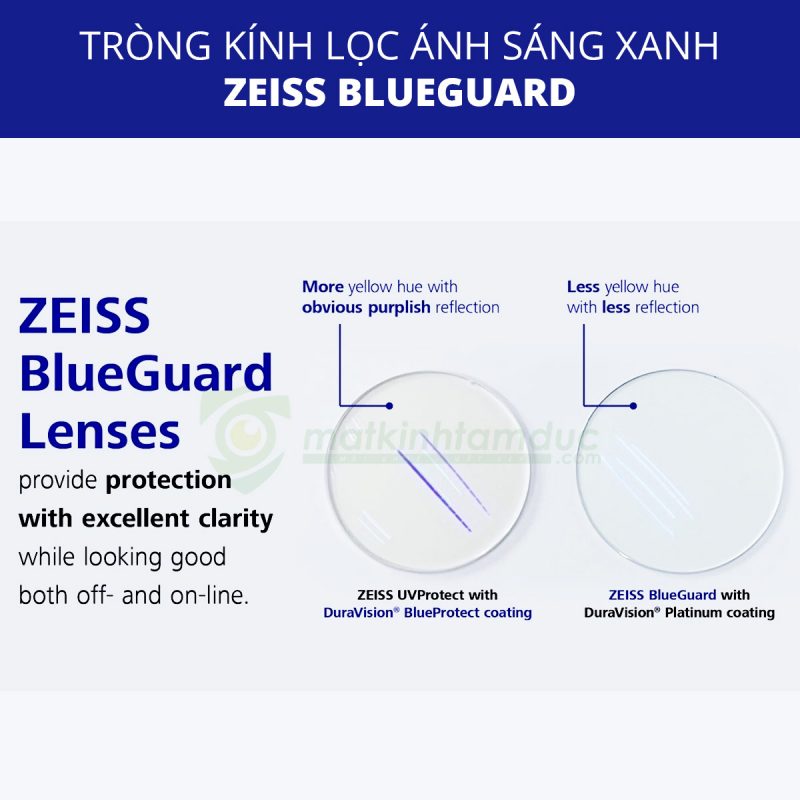 TRÒNG KÍNH LỌC ÁNH SÁNG XANH
ZEISS BLUEGUARD
ZEISS
BlueGuard
Lenses
provide protection
with excellent clarity
while looking good
both off- and on-line.
More yellow hue with
obvious purplish reflection
Less yellow hue
with less reflection
matkinhtamduc
.com
ZEISS UVProtect with
DuraVision® BlueProtect coating
ZEISS BlueGuard with
DuraVision® Platinum coating